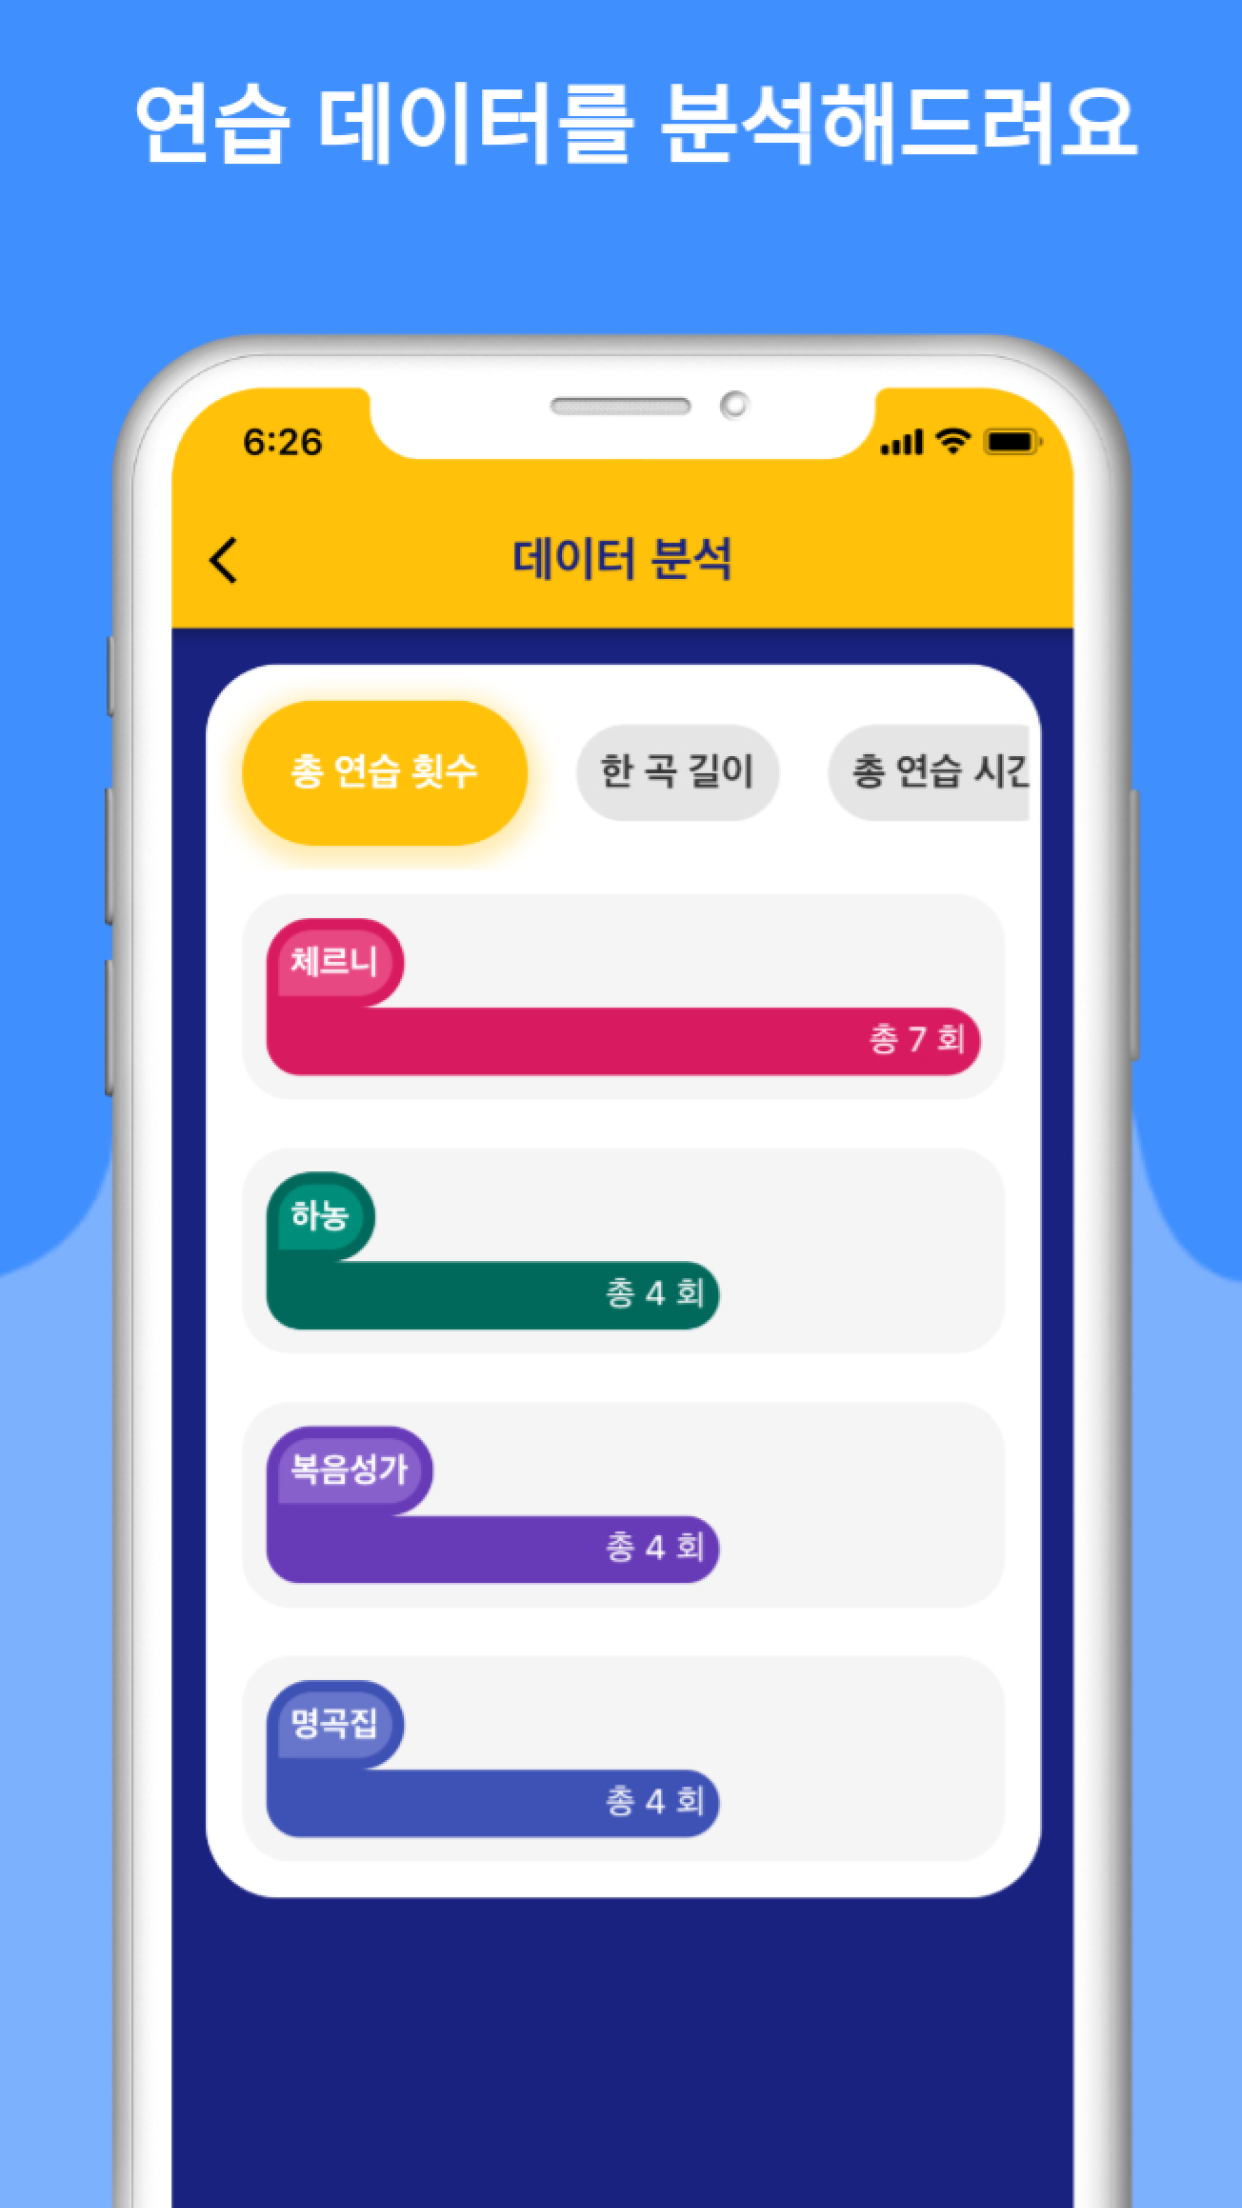 연습 데이터를 분석해드려요
6:26
데이터 분석
총 연습 횟수
한 곡 길이
총 연습 시간
체르니
총 7 회
하농
총 4 회
복음성가
총 4 회
명곡집
총 4 회